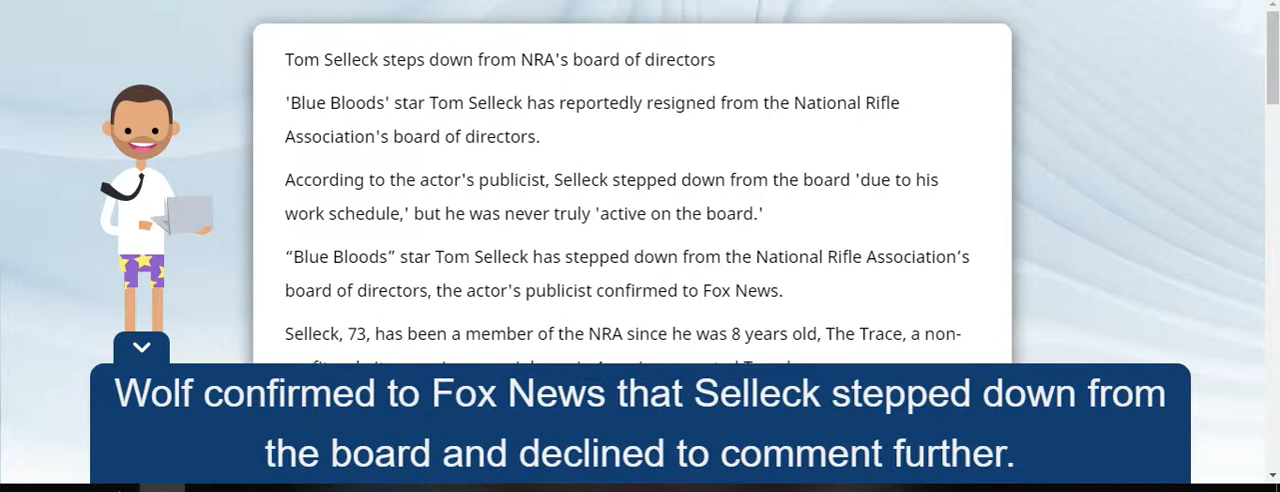 Tom Selleck steps down from NRA's board of directors
'Blue Bloods' star Tom Selleck has reportedly resigned from the National Rifle
Association's board of directors.
According to the actor's publicist, Selleck stepped down from the board 'due to his
work schedule,' but he was never truly 'active on the board.'
“Blue Bloods” star Tom Selleck has stepped down from the National Rifle Association’s
board of directors, the actor's publicist confirmed to Fox News.
Selleck, 73, has been a member of the NRA since he was 8 years old, The Trace, a non-
Wolf confirmed to Fox News that Selleck stepped down from
the board and declined to comment further.